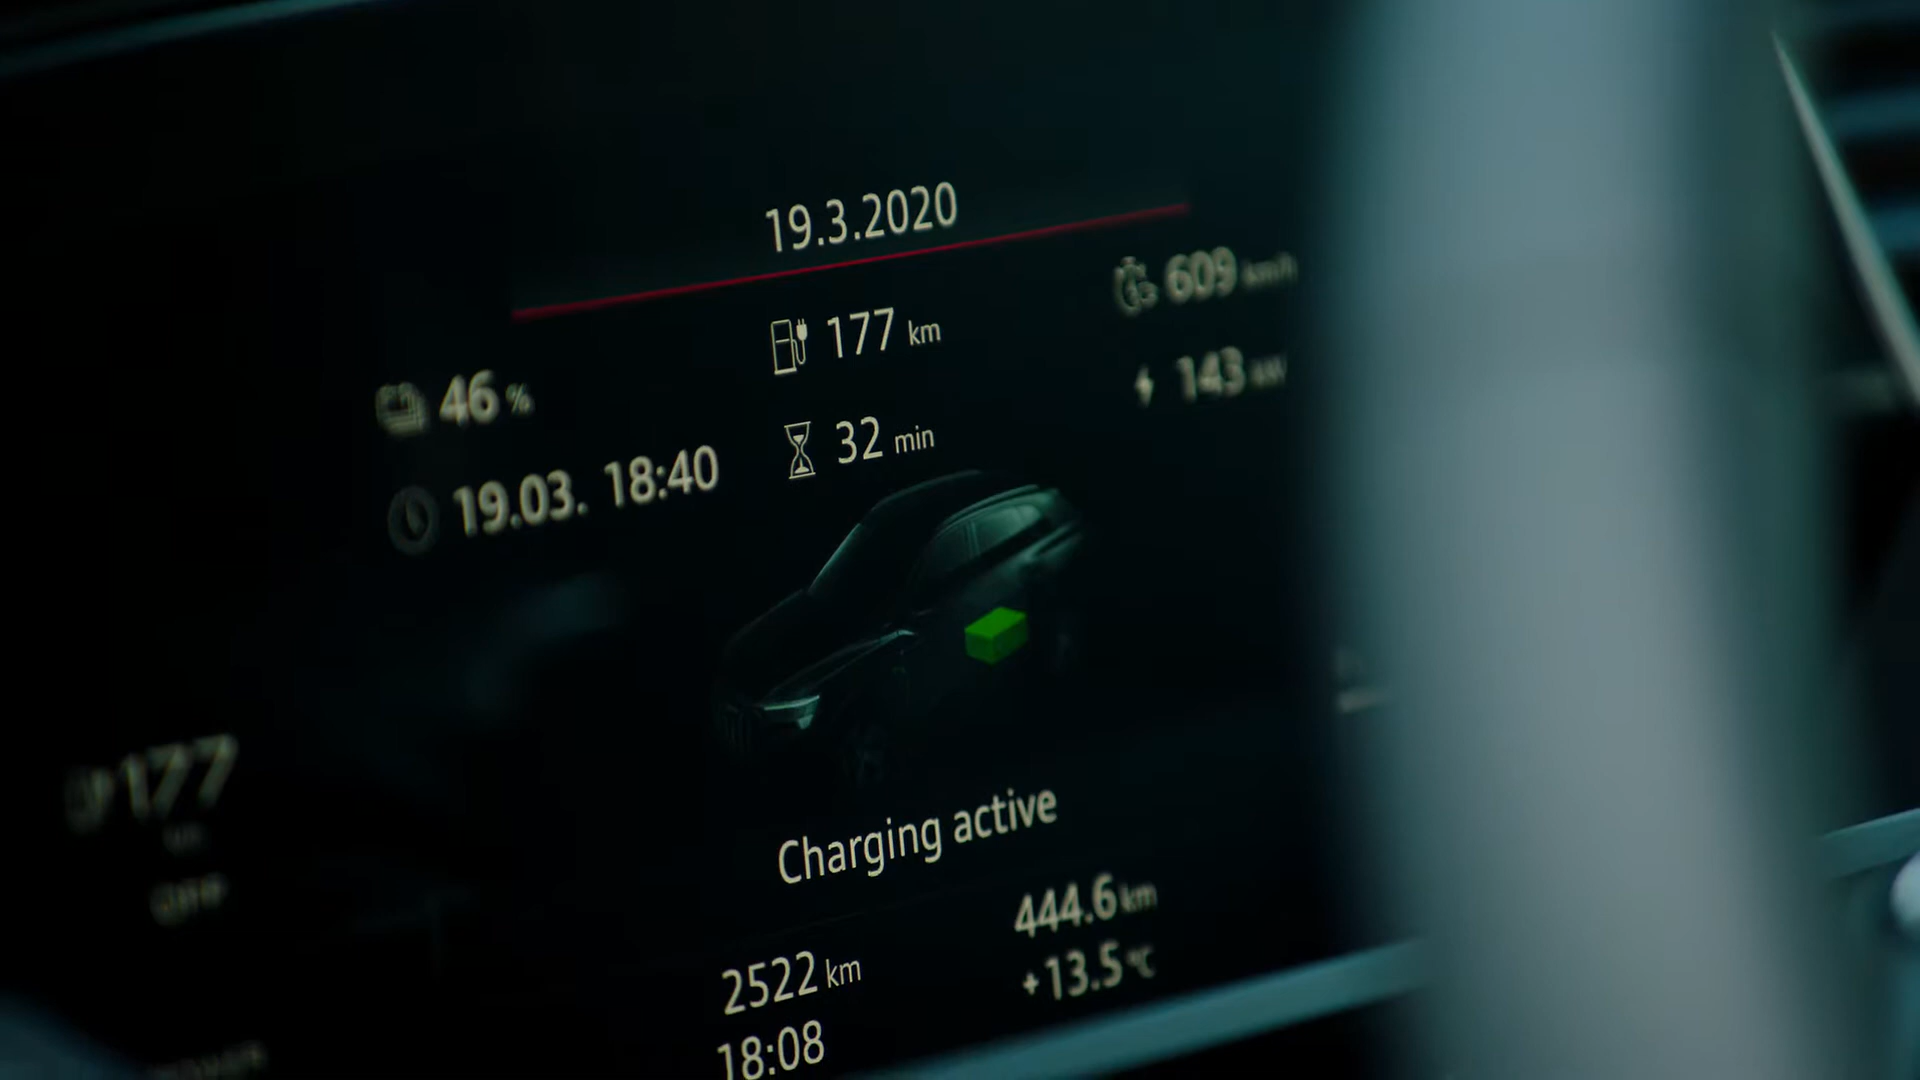 19.3.2020
177 km
609 km/h
46 %
32 min
143 kW
19.03. 18:40
177
OFF
Charging active
2522 km
444.6 km
+13.5 °C
18:08